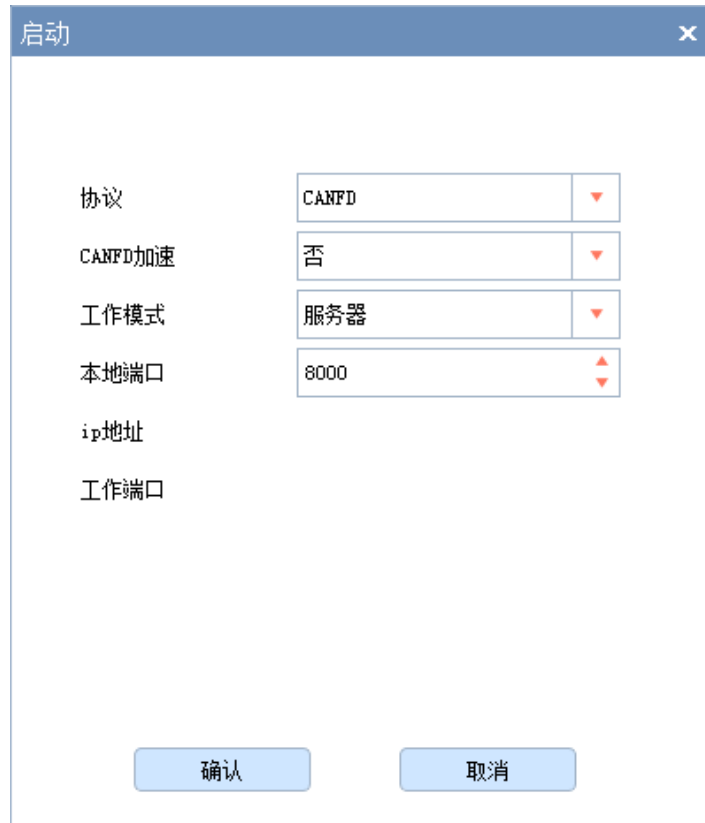 启动
协议 CANFD
CANFD加速 否
工作模式 服务器
本地端口 8000
ip地址
工作端口
确认 取消